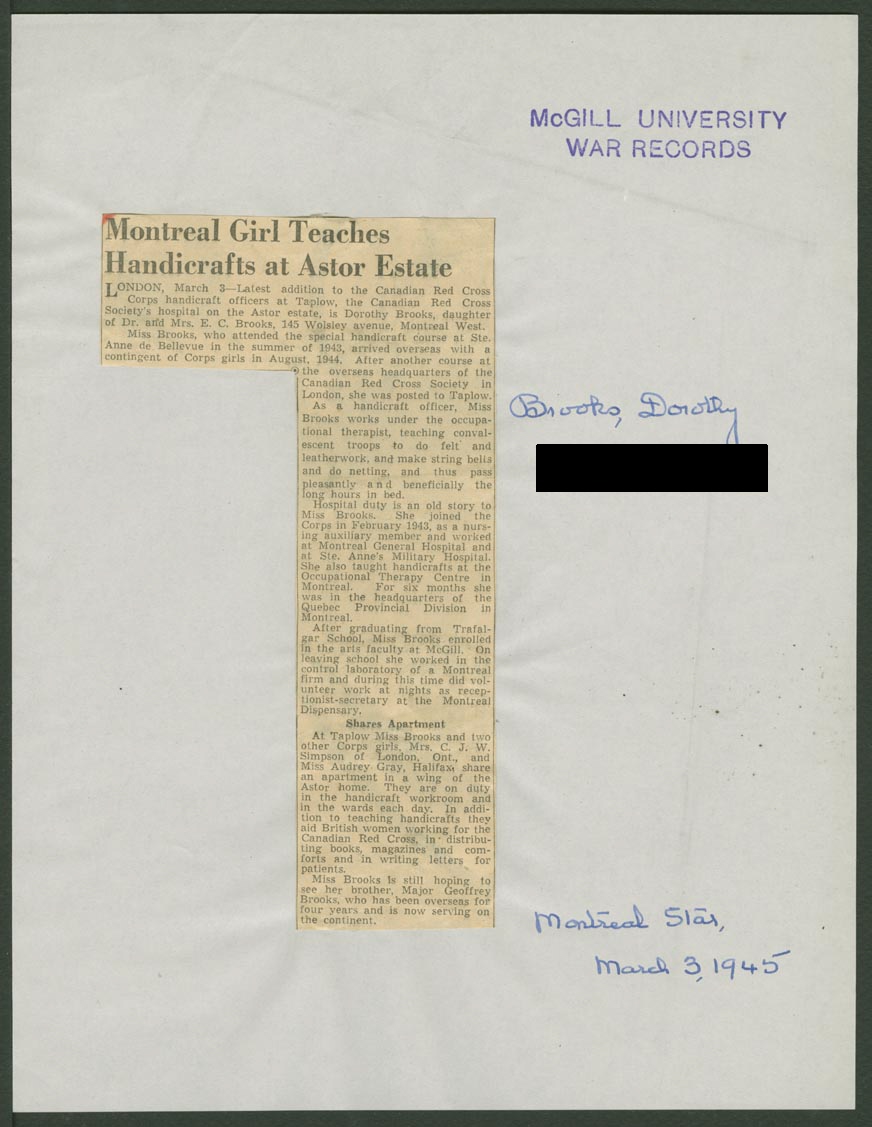 McGILL UNIVERSITY
WAR RECORDS
Montreal Girl Teaches
Handicrafts at Astor Estate
LONDON, March 3—Latest addition to the Canadian Red Cross
Corps handicraft officers at Taplow, the Canadian Red Cross
Society's hospital on the Astor estate, is Dorothy Brooks, daughter
of Dr. and Mrs. E. C. Brooks, 145 Wolsley avenue, Montreal West.
Miss Brooks, who attended the special handicraft course at Ste.
Anne de Bellevue in the summer of 1943, arrived overseas with a
contingent of Corps girls in August, 1944. After another course at
the overseas headquarters of the
Canadian Red Cross Society in
London, she was posted to Taplow.
As a handicraft officer, Miss
Brooks works under the occupa-
tional therapist, teaching conval-
escent troops to do felt and
leatherwork, and make string belts
and do netting, and thus pass
pleasantly and beneficially the
long hours in bed.
Hospital duty is an old story to
Miss Brooks. She joined the
Corps in February 1943, as a nurs-
ing auxiliary member and worked
at Montreal General Hospital and
at Ste. Anne's Military Hospital.
She also taught handicrafts at the
Occupational Therapy Centre in
Montreal. For six months she
was in the headquarters of the
Quebec Provincial Division in
Montreal.
After graduating from Trafal-
gar School, Miss Brooks enrolled
in the arts faculty at McGill. On
leaving school she worked in the
control laboratory of a Montreal
firm and during this time did vol-
unteer work at nights as recep-
tionist-secretary at the Montreal
Dispensary.
Shares Apartment
At Taplow Miss Brooks and two
other Corps girls, Mrs. C. J. W.
Simpson of London, Ont., and
Miss Audrey Gray, Halifax, share
an apartment in a wing of the
Astor home. They are on duty
in the handicraft workroom and
in the wards each day. In addi-
tion to teaching handicrafts they
aid British women working for the
Canadian Red Cross, in distribu-
ting books, magazines and com-
forts and in writing letters for
patients.
Miss Brooks is still hoping to
see her brother, Major Geoffrey
Brooks, who has been overseas for
four years and is now serving on
the continent.
Brooks, Dorothy
Montreal Star,
March 3, 1945